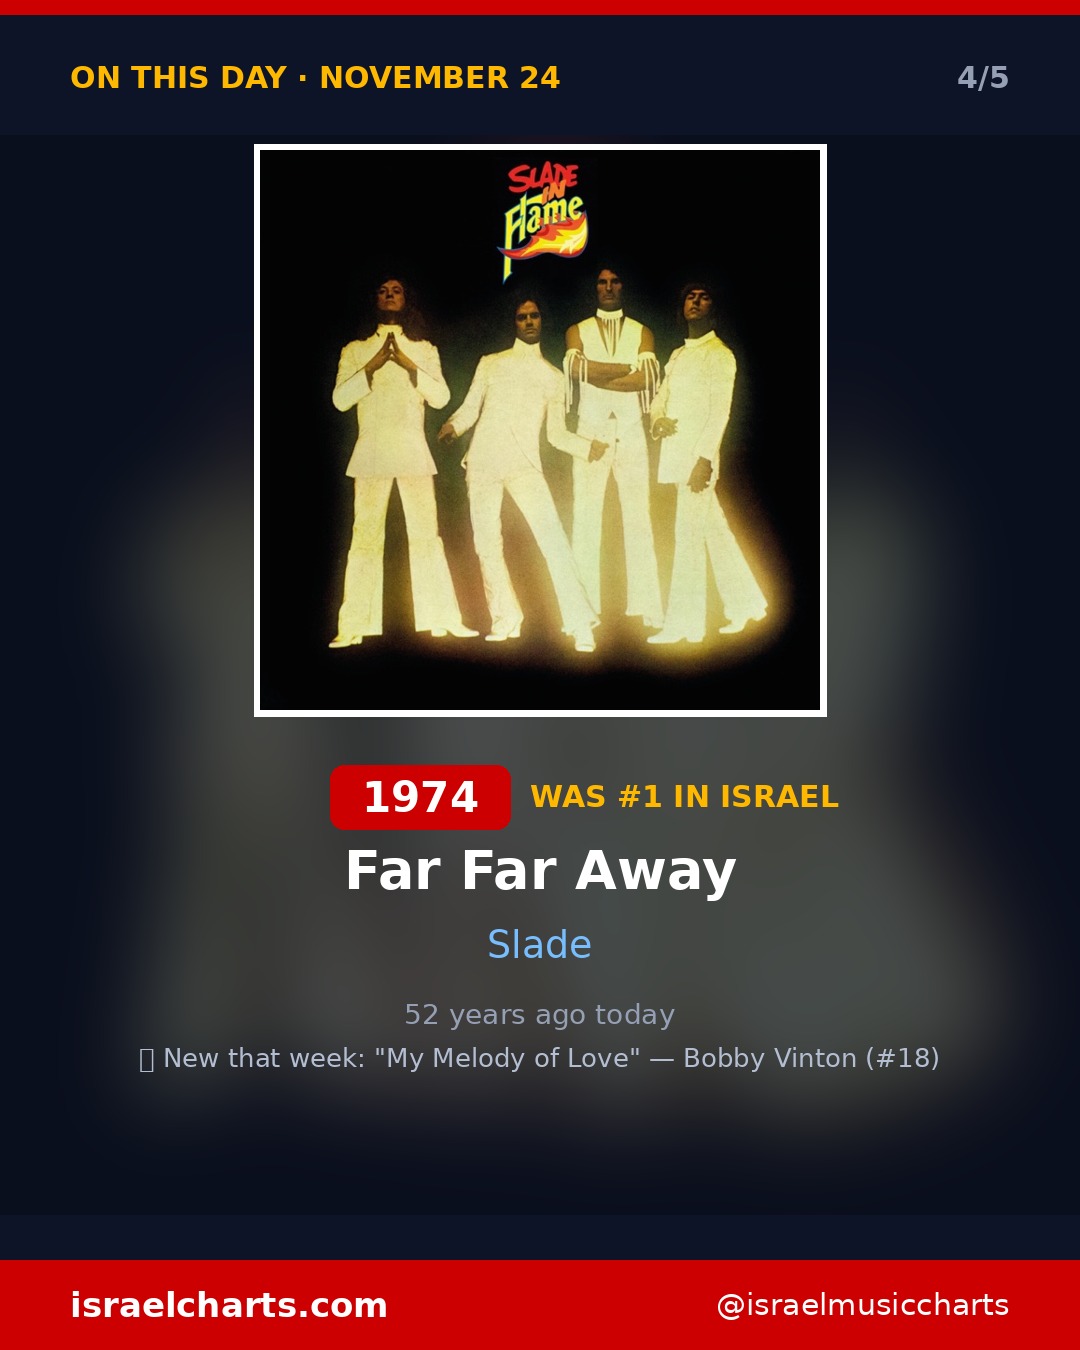 ON THIS DAY · NOVEMBER 24
4/5
SLADE
IN
Flame
1974
WAS #1 IN ISRAEL
Far Far Away
Slade
52 years ago today
New that week: "My Melody of Love" — Bobby Vinton (#18)
israelcharts.com
@israelmusiccharts